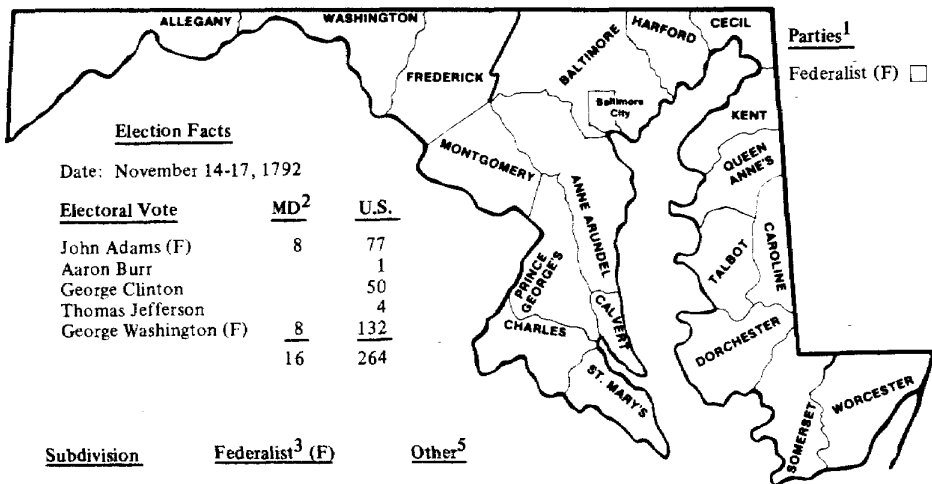 ALLEGANY
WASHINGTON
FREDERICK
BALTIMORE
HARFORD
CECIL
Baltimore
City
KENT
QUEEN
ANNE'S
MONTGOMERY
ANNE ARUNDEL
PRINCE
GEORGE'S
CALVERT
CHARLES
ST. MARY'S
TALBOT
CAROLINE
DORCHESTER
SOMERSET
WORCESTER
Parties1
Federalist (F) □
Election Facts
Date: November 14-17, 1792
Electoral Vote MD2 U.S.
John Adams (F) 8 77
Aaron Burr 1
George Clinton 50
Thomas Jefferson 4
George Washington (F) 8 132
16 264
Subdivision Federalist3 (F) Other5